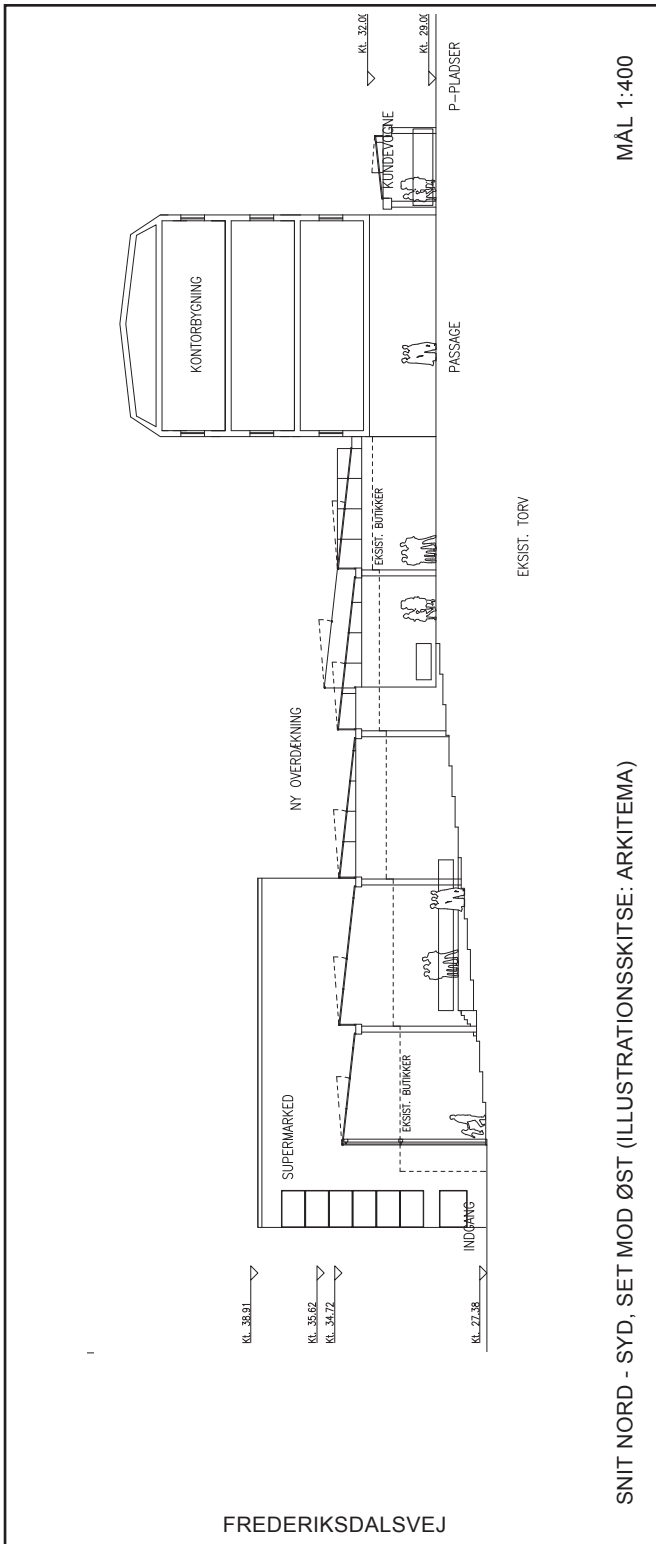 Kt. 38.91
Kt. 35.62
Kt. 34.72
Kt. 27.38
SUPERMARKED
INDGANG
EKSIST. BUTIKKER
NY OVERDÆKNING
EKSIST. BUTIKKER
KONTORBYGNING
PASSAGE
KUNDEVOGNE
P-PLADSER
Kt. 32.00
Kt. 29.00
EKSIST. TORV
SNIT NORD - SYD, SET MOD ØST (ILLUSTRATIONSSKITSE: ARKITEMA)
MÅL 1:400
FREDERIKSDALSVEJ